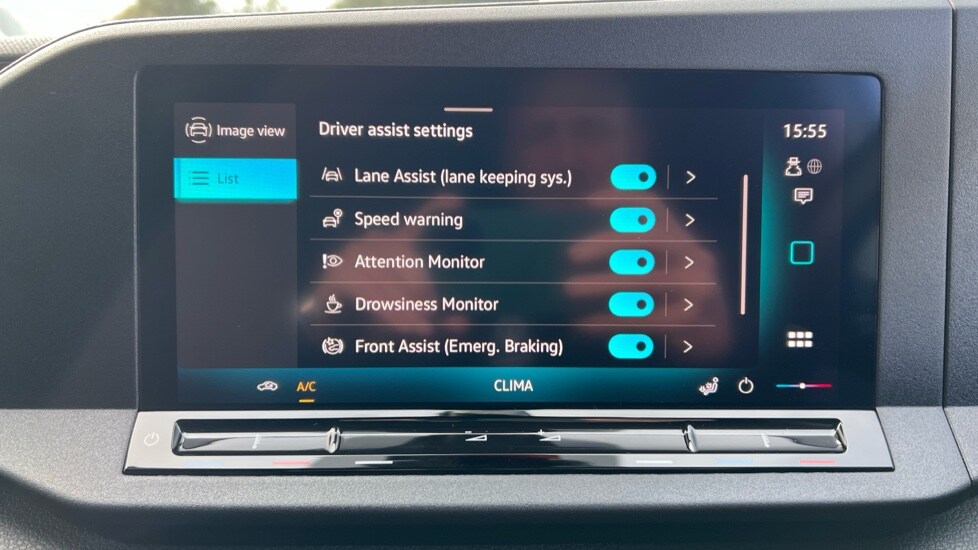 Image view
Driver assist settings
15:55
Lane Assist (lane keeping sys.)
List
Speed warning
Attention Monitor
Drowsiness Monitor
Front Assist (Emerg. Braking)
A/C
CLIMA